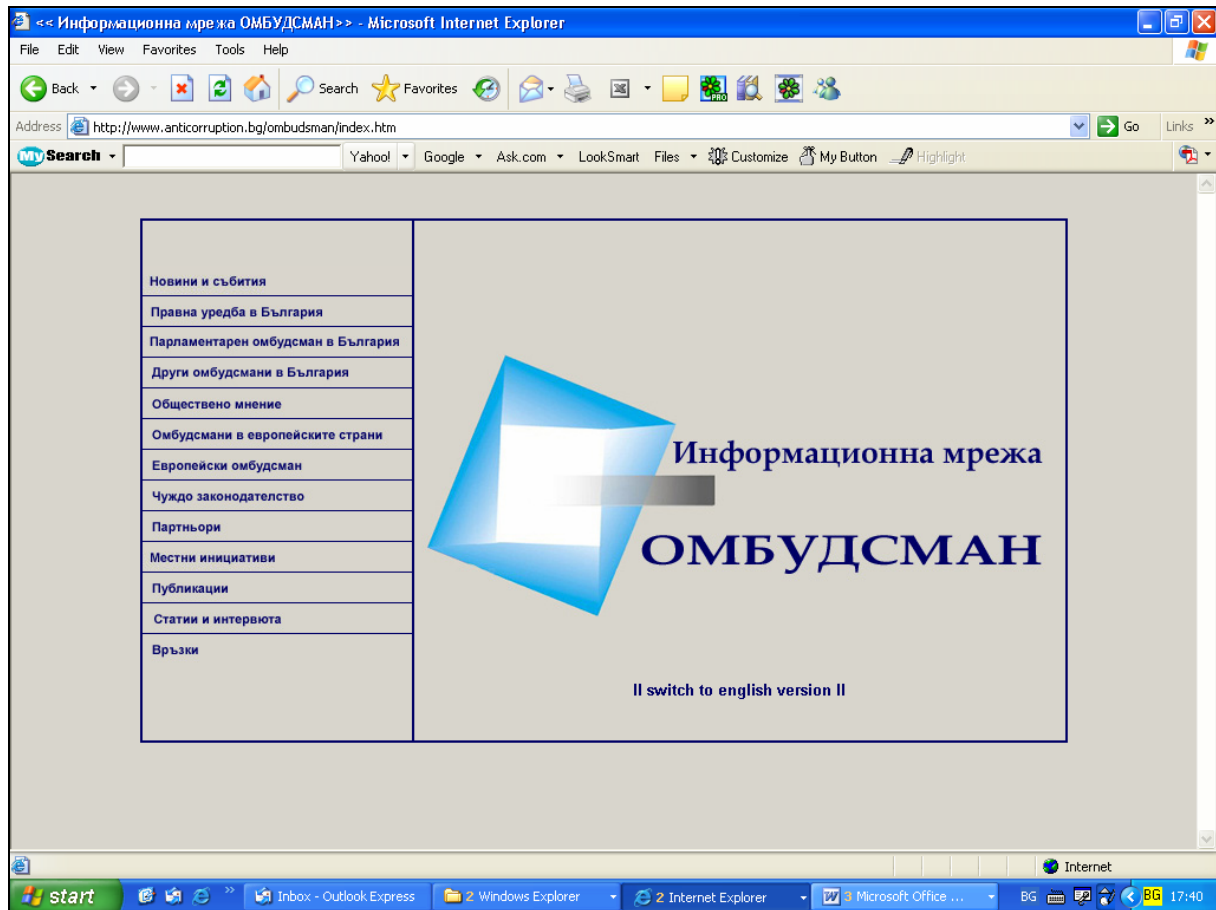 << Информационна мрежа ОМБУДСМАН>> - Microsoft Internet Explorer
File Edit View Favorites Tools Help
Back Search Favorites PRO
Address http://www.anticorruption.bg/ombudsman/index.htm Go Links »
My Search Yahoo! Google Ask.com LookSmart Files Customize My Button Highlight
Новини и събития
Правна уредба в България
Парламентарен омбудсман в България
Други омбудсмани в България
Обществено мнение
Омбудсмани в европейските страни
Европейски омбудсман
Чуждо законодателство
Партньори
Местни инициативи
Публикации
Статии и интервюта
Връзки
Информационна мрежа
ОМБУДСМАН
II switch to english version II
Internet
start » Inbox - Outlook Express 2 Windows Explorer 2 Internet Explorer 3 Microsoft Office ... BG BG 17:40